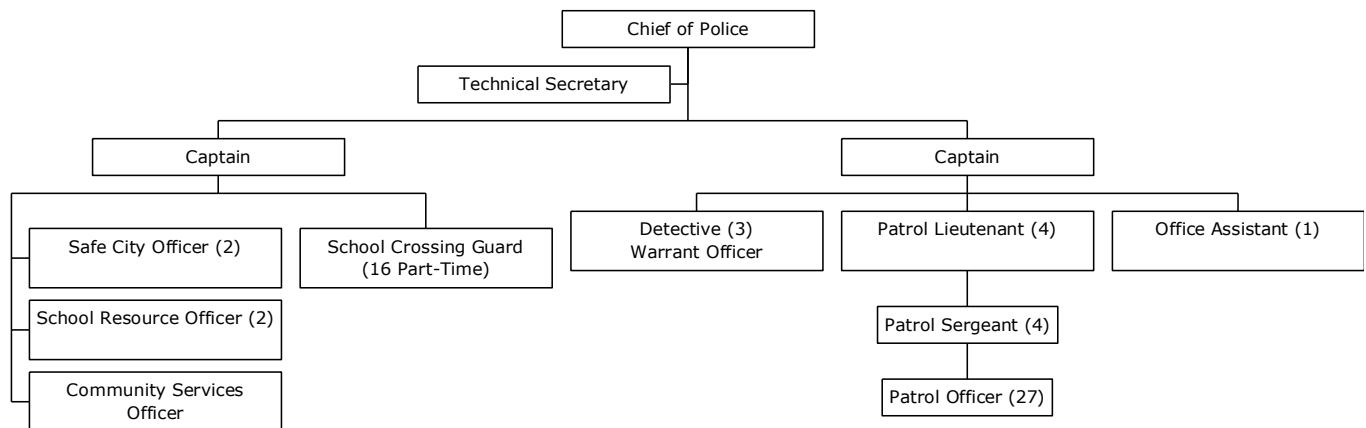 Chief of Police
Technical Secretary
Captain
Captain
Safe City Officer (2)
School Crossing Guard
(16 Part-Time)
Detective (3)
Warrant Officer
Patrol Lieutenant (4)
Office Assistant (1)
School Resource Officer (2)
Patrol Sergeant (4)
Community Services
Officer
Patrol Officer (27)